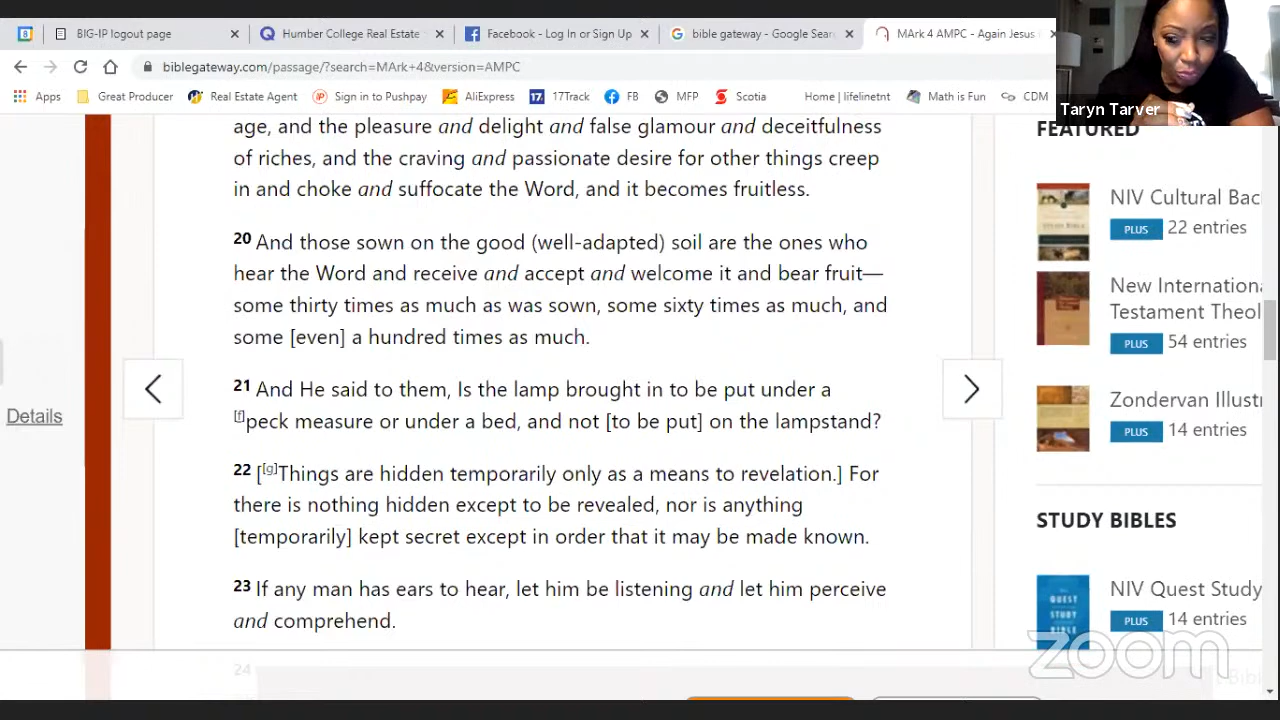 BIG-IP logout page
Humber College Real Estate
Facebook - Log In or Sign Up
bible gateway - Google Sear
MArk 4 AMPC - Again Jesus
Taryn Tarver
biblegateway.com/passage/?search=MArk+4&version=AMPC
Apps
Great Producer
Real Estate Agent
Sign in to Pushpay
AliExpress
17 17Track
FB
MFP
Scotia
Home | lifelinetnt
Math is Fun
CDM
age, and the pleasure and delight and false glamour and deceitfulness
of riches, and the craving and passionate desire for other things creep
in and choke and suffocate the Word, and it becomes fruitless.
20 And those sown on the good (well-adapted) soil are the ones who
hear the Word and receive and accept and welcome it and bear fruit—
some thirty times as much as was sown, some sixty times as much, and
some [even] a hundred times as much.
21 And He said to them, Is the lamp brought in to be put under a
[f]peck measure or under a bed, and not [to be put] on the lampstand?
22 [[g]Things are hidden temporarily only as a means to revelation.] For
there is nothing hidden except to be revealed, nor is anything
[temporarily] kept secret except in order that it may be made known.
23 If any man has ears to hear, let him be listening and let him perceive
and comprehend.
24
Details
FEATURED
NIV Cultural Bac
PLUS 22 entries
New Internationa
Testament Theol
PLUS 54 entries
Zondervan Illustr
PLUS 14 entries
STUDY BIBLES
NIV Quest Study
PLUS 14 entries
QUEST
STUDY
BIBLE
zoom